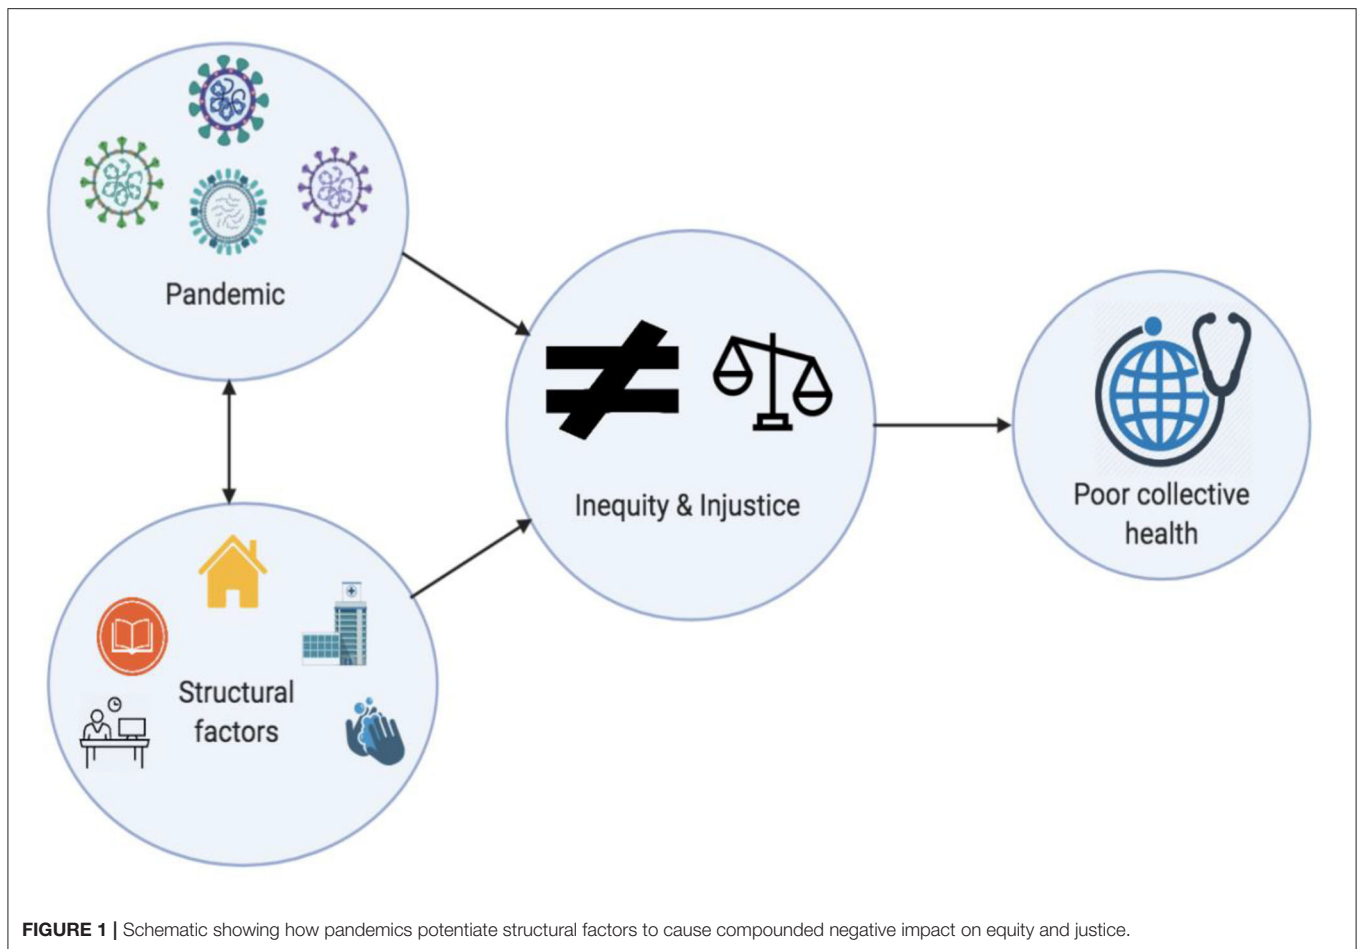 Pandemic
Inequity & Injustice
Poor collective
health
Structural
factors
FIGURE 1 | Schematic showing how pandemics potentiate structural factors to cause compounded negative impact on equity and justice.